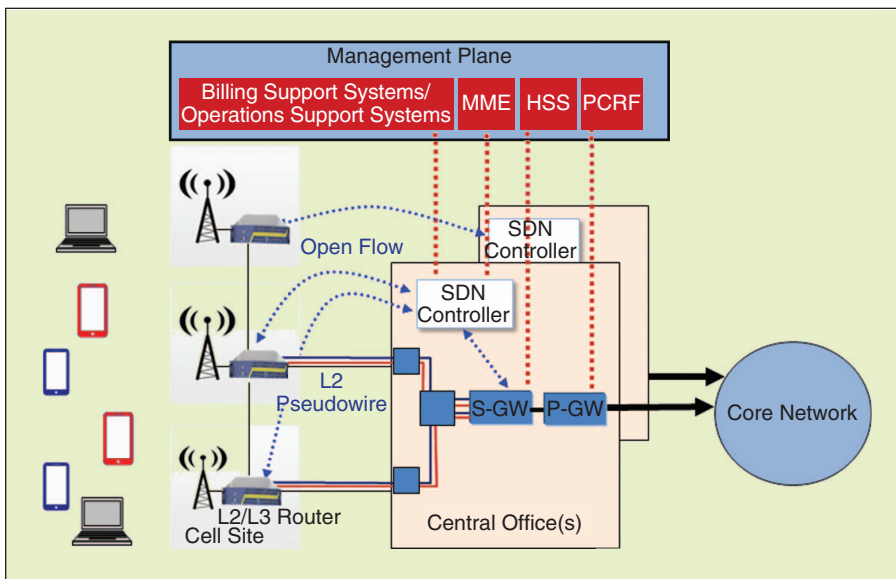 Management Plane
Billing Support Systems/
Operations Support Systems
MME
HSS
PCRF
SDN
Controller
Open Flow
SDN
Controller
L2
Pseudowire
S-GW
P-GW
Core Network
L2/L3 Router
Cell Site
Central Office(s)